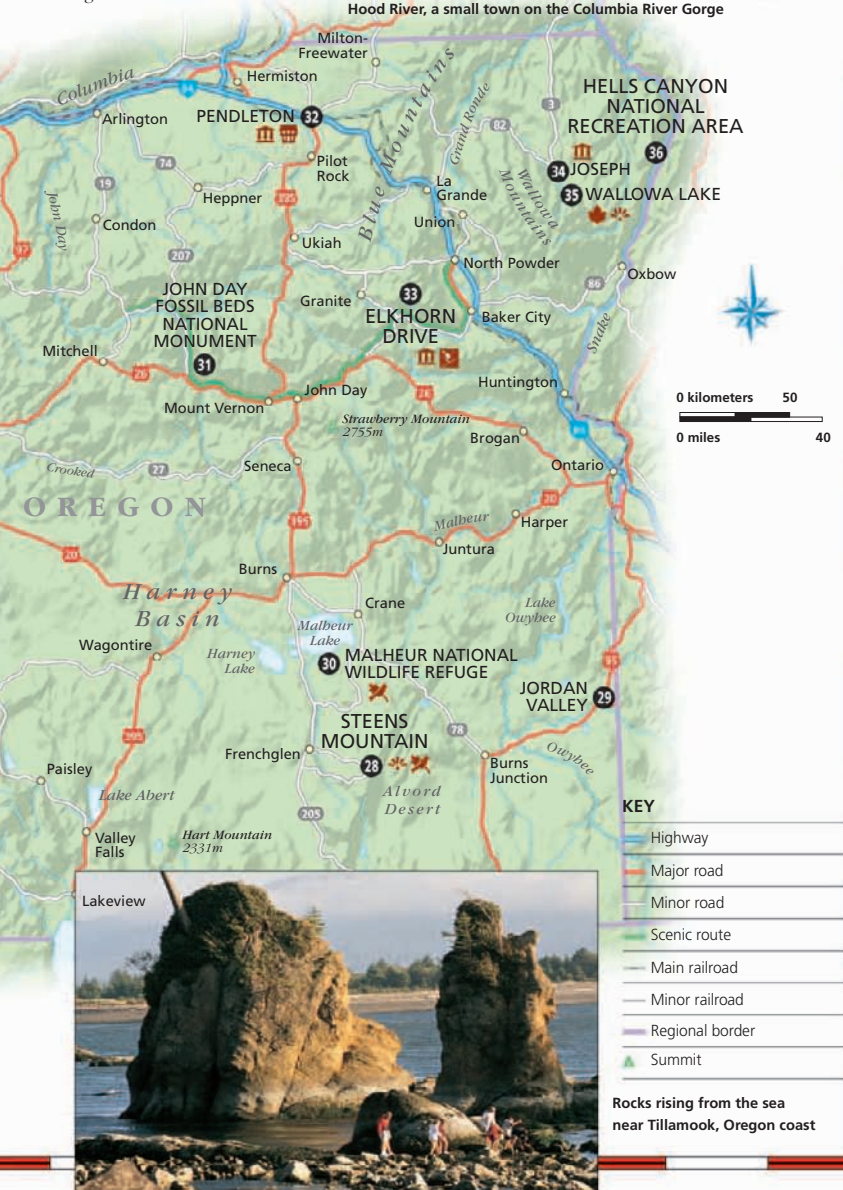 Hood River, a small town on the Columbia River Gorge
Milton-
Freewater
Columbia
Hermiston
84
Blue Mountains
Grand Ronde
3
HELLS CANYON
NATIONAL
RECREATION AREA
36
Arlington
PENDLETON 32
82
74
Pilot
Rock
34 JOSEPH
35 WALLOWA LAKE
Wallowa
Mountains
La
Grande
19
Heppner
395
John Day
Condon
Union
97
207
Ukiah
North Powder
Oxbow
86
JOHN DAY
FOSSIL BEDS
NATIONAL
MONUMENT
31
Granite
33
ELKHORN
DRIVE
Baker City
Snake
Mitchell
26
Huntington
0 kilometers 50
0 miles 40
John Day
Mount Vernon
26
Strawberry Mountain
2755m
Brogan
Crooked
27
Seneca
Ontario
OREGON
20
395
Malheur
Harper
Juntura
20
Burns
Harney
Basin
Crane
Lake
Owyhee
Malheur
Lake
Wagontire
Harney
Lake
30 MALHEUR NATIONAL
WILDLIFE REFUGE
95
JORDAN
VALLEY 29
395
STEENS
MOUNTAIN
28
78
Frenchglen
Burns
Junction
Owybee
Paisley
Lake Abert
Alvord
Desert
205
Valley
Falls
Hart Mountain
2331m
Lakeview
KEY
Highway
Major road
Minor road
Scenic route
Main railroad
Minor railroad
Regional border
Summit
Rocks rising from the sea
near Tillamook, Oregon coast